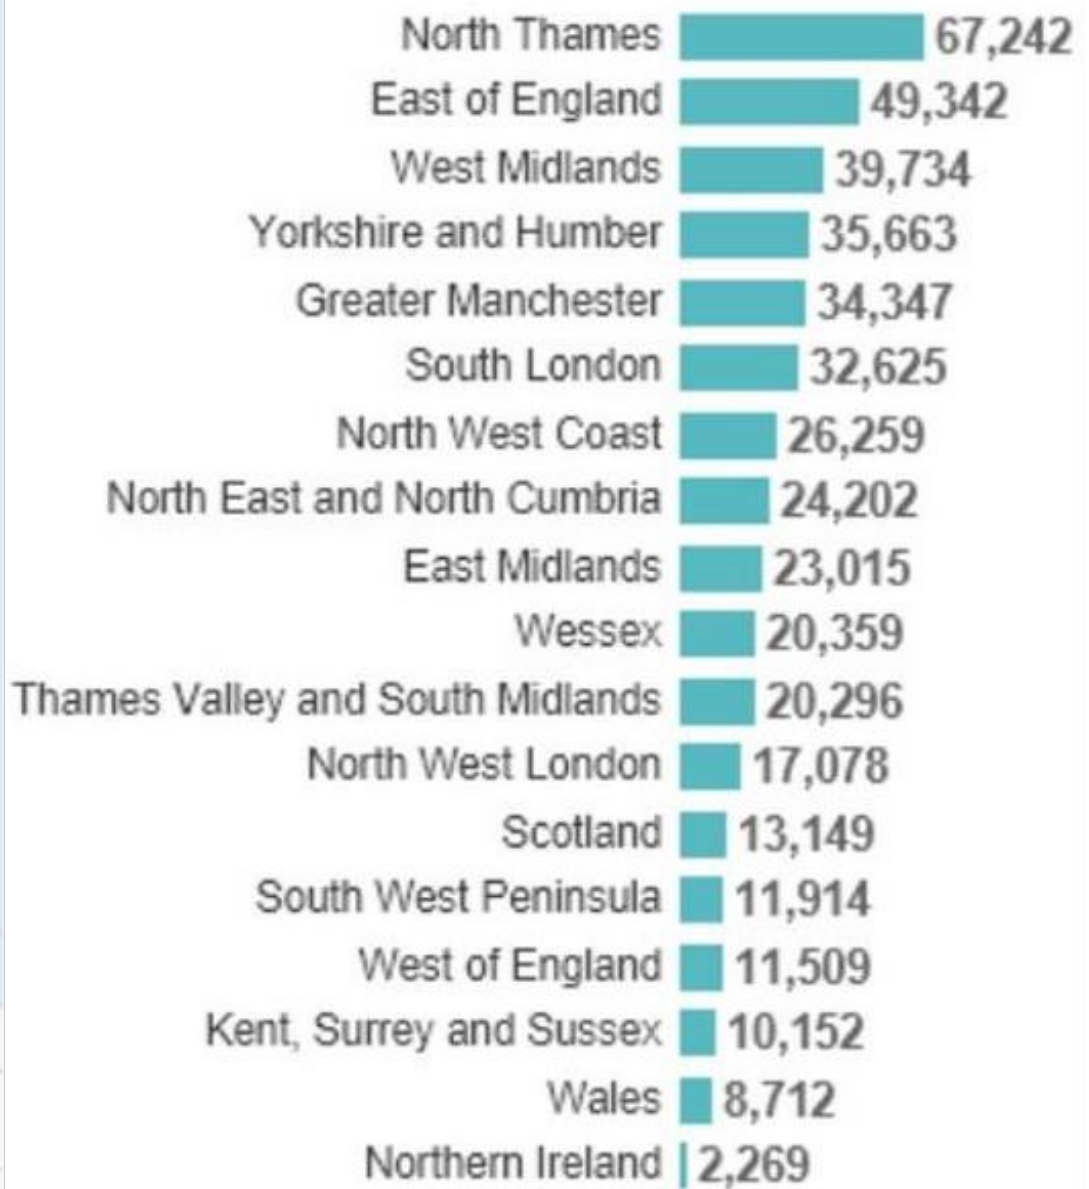 North Thames 67,242
East of England 49,342
West Midlands 39,734
Yorkshire and Humber 35,663
Greater Manchester 34,347
South London 32,625
North West Coast 26,259
North East and North Cumbria 24,202
East Midlands 23,015
Wessex 20,359
Thames Valley and South Midlands 20,296
North West London 17,078
Scotland 13,149
South West Peninsula 11,914
West of England 11,509
Kent, Surrey and Sussex 10,152
Wales 8,712
Northern Ireland 2,269